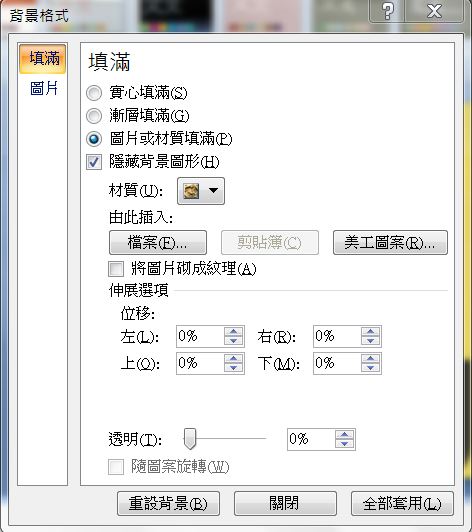 背景格式
填滿
圖片
填滿
實心填滿(S)
漸層填滿(G)
圖片或材質填滿(P)
隱藏背景圖形(H)
材質(U):
由此插入:
檔案(F)... 剪貼簿(C) 美工圖案(R)...
將圖片砌成紋理(A)
伸展選項
位移:
左(L): 0% 右(R): 0%
上(O): 0% 下(M): 0%
透明(T): 0%
隨圖案旋轉(W)
重設背景(B) 關閉 全部套用(L)